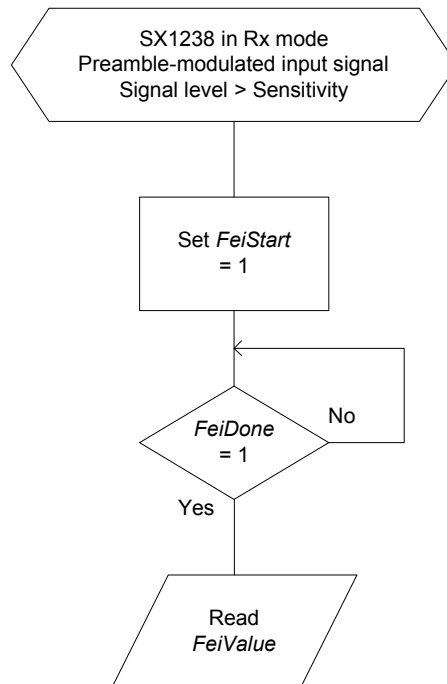 SX1238 in Rx mode
Preamble-modulated input signal
Signal level > Sensitivity
Set FeiStart
= 1
No
FeiDone
= 1
Yes
Read
FeiValue